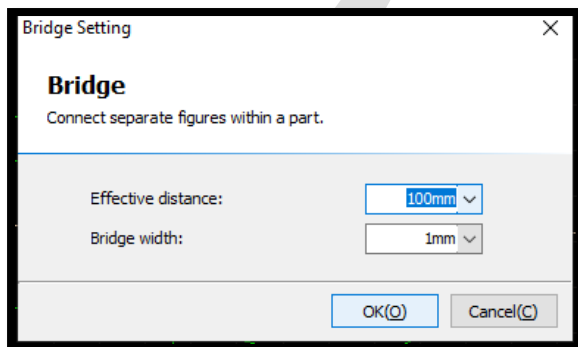 Bridge Setting
Bridge
Connect separate figures within a part.
Effective distance: 100mm
Bridge width: 1mm
OK(O) Cancel(C)